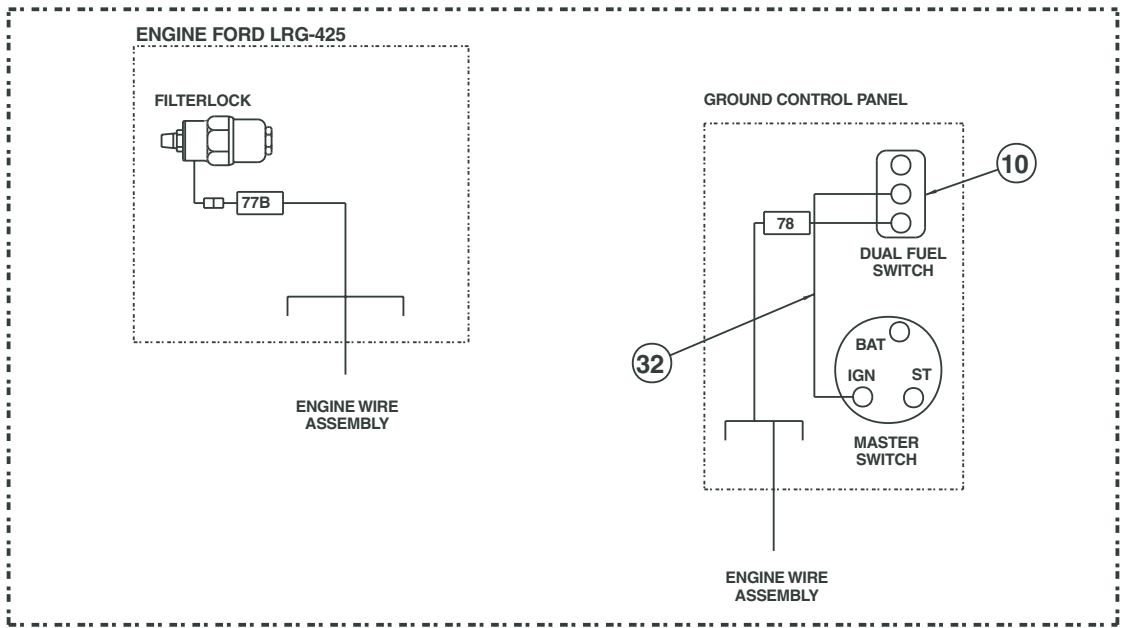 ENGINE FORD LRG-425
FILTERLOCK
77B
ENGINE WIRE
ASSEMBLY
GROUND CONTROL PANEL
10
78
DUAL FUEL
SWITCH
32
BAT
IGN
ST
MASTER
SWITCH
ENGINE WIRE
ASSEMBLY